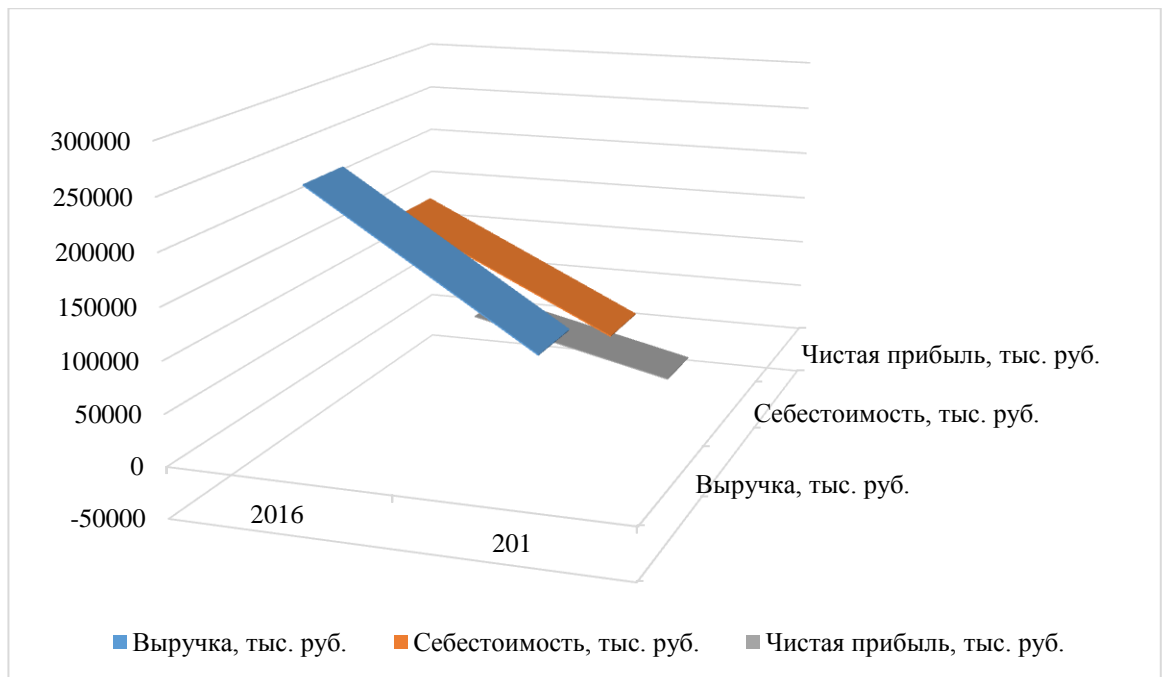 300000
250000
200000
150000
100000
50000
0
-50000
2016
201
Чистая прибыль, тыс. руб.
Себестоимость, тыс. руб.
Выручка, тыс. руб.
Выручка, тыс. руб. Себестоимость, тыс. руб. Чистая прибыль, тыс. руб.